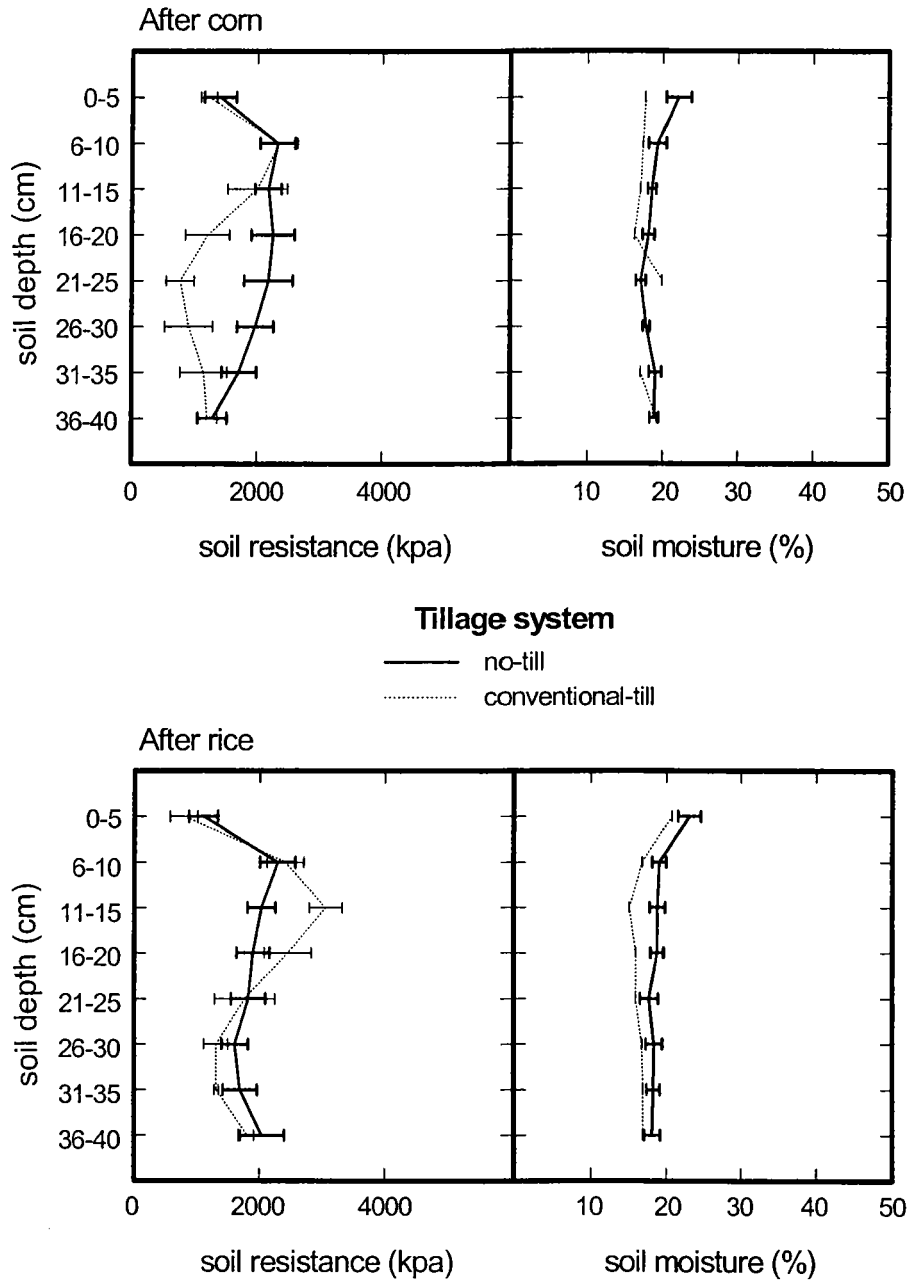 After corn
soil depth (cm)
0-5
6-10
11-15
16-20
21-25
26-30
31-35
36-40
0 2000 4000
10 20 30 40 50
soil resistance (kpa)
soil moisture (%)
Tillage system
no-till
conventional-till
After rice
soil depth (cm)
0-5
6-10
11-15
16-20
21-25
26-30
31-35
36-40
0 2000 4000
10 20 30 40 50
soil resistance (kpa)
soil moisture (%)